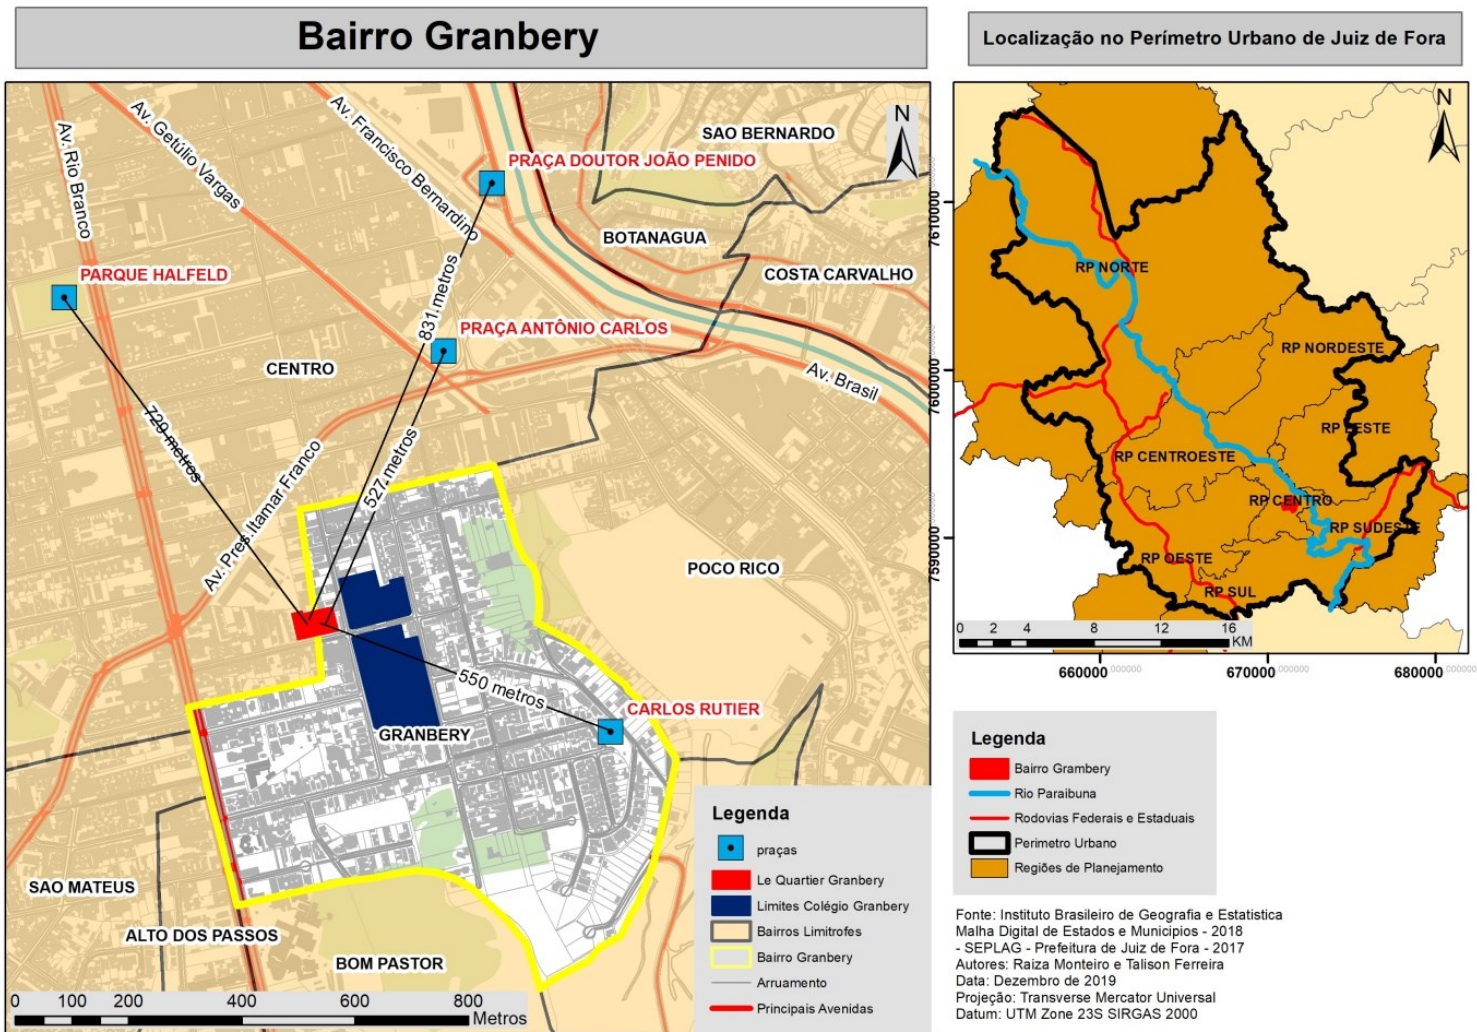 Bairro Granbery
Localização no Perímetro Urbano de Juiz de Fora
Av. Rio Branco
Av. Getúlio Vargas
Av. Francisco Bernardino
N
SAO BERNARDO
PRAÇA DOUTOR JOÃO PENIDO
BOTANAGUA
COSTA CARVALHO
PARQUE HALFELD
831 metros
PRAÇA ANTÔNIO CARLOS
CENTRO
Av. Brasil
729 metros
527 metros
Av. Pres.Itamar Franco
POCO RICO
550 metros
CARLOS RUTIER
GRANBERY
SAO MATEUS
ALTO DOS PASSOS
BOM PASTOR
0 100 200 400 600 800
Metros
Legenda
praças
Le Quartier Granbery
Limites Colégio Granbery
Bairros Limitrofes
Bairro Granbery
Arruamento
Principais Avenidas
N
7610000
7600000
7590000
RP NORTE
RP NORDESTE
RP LESTE
RP CENTROESTE
RP CENTRO
RP SUDESTE
RP OESTE
RP SUL
0 2 4 8 12 16
KM
660000.000000 670000.000000 680000.000000
Legenda
Bairro Grambery
Rio Paraibuna
Rodovias Federais e Estaduais
Perimetro Urbano
Regiões de Planejamento
Fonte: Instituto Brasileiro de Geografia e Estatistica
Malha Digital de Estados e Municipios - 2018
- SEPLAG - Prefeitura de Juiz de Fora - 2017
Autores: Raiza Monteiro e Talison Ferreira
Data: Dezembro de 2019
Projeção: Transverse Mercator Universal
Datum: UTM Zone 23S SIRGAS 2000